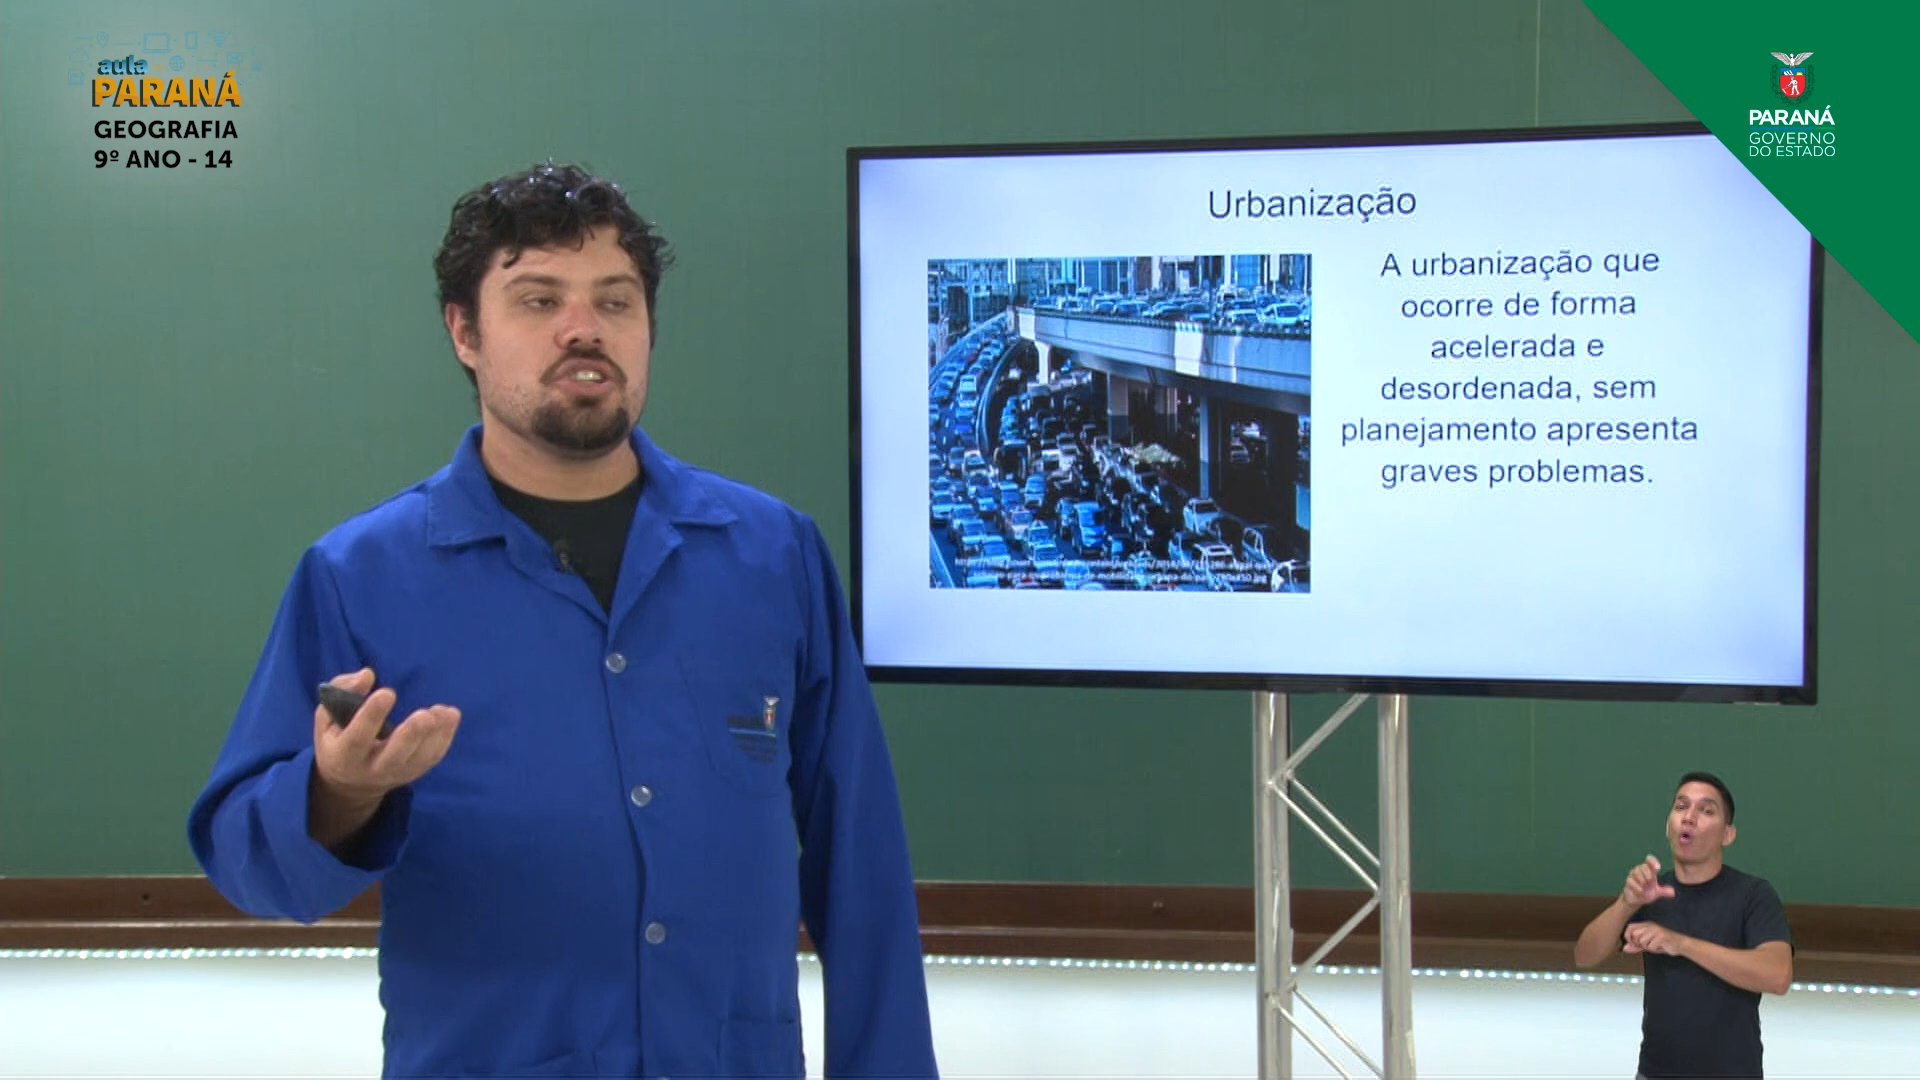 aula
PARANÁ
GEOGRAFIA
9º ANO - 14
PARANÁ
GOVERNO
DO ESTADO
Urbanização
A urbanização que
ocorre de forma
acelerada e
desordenada, sem
planejamento apresenta
graves problemas.